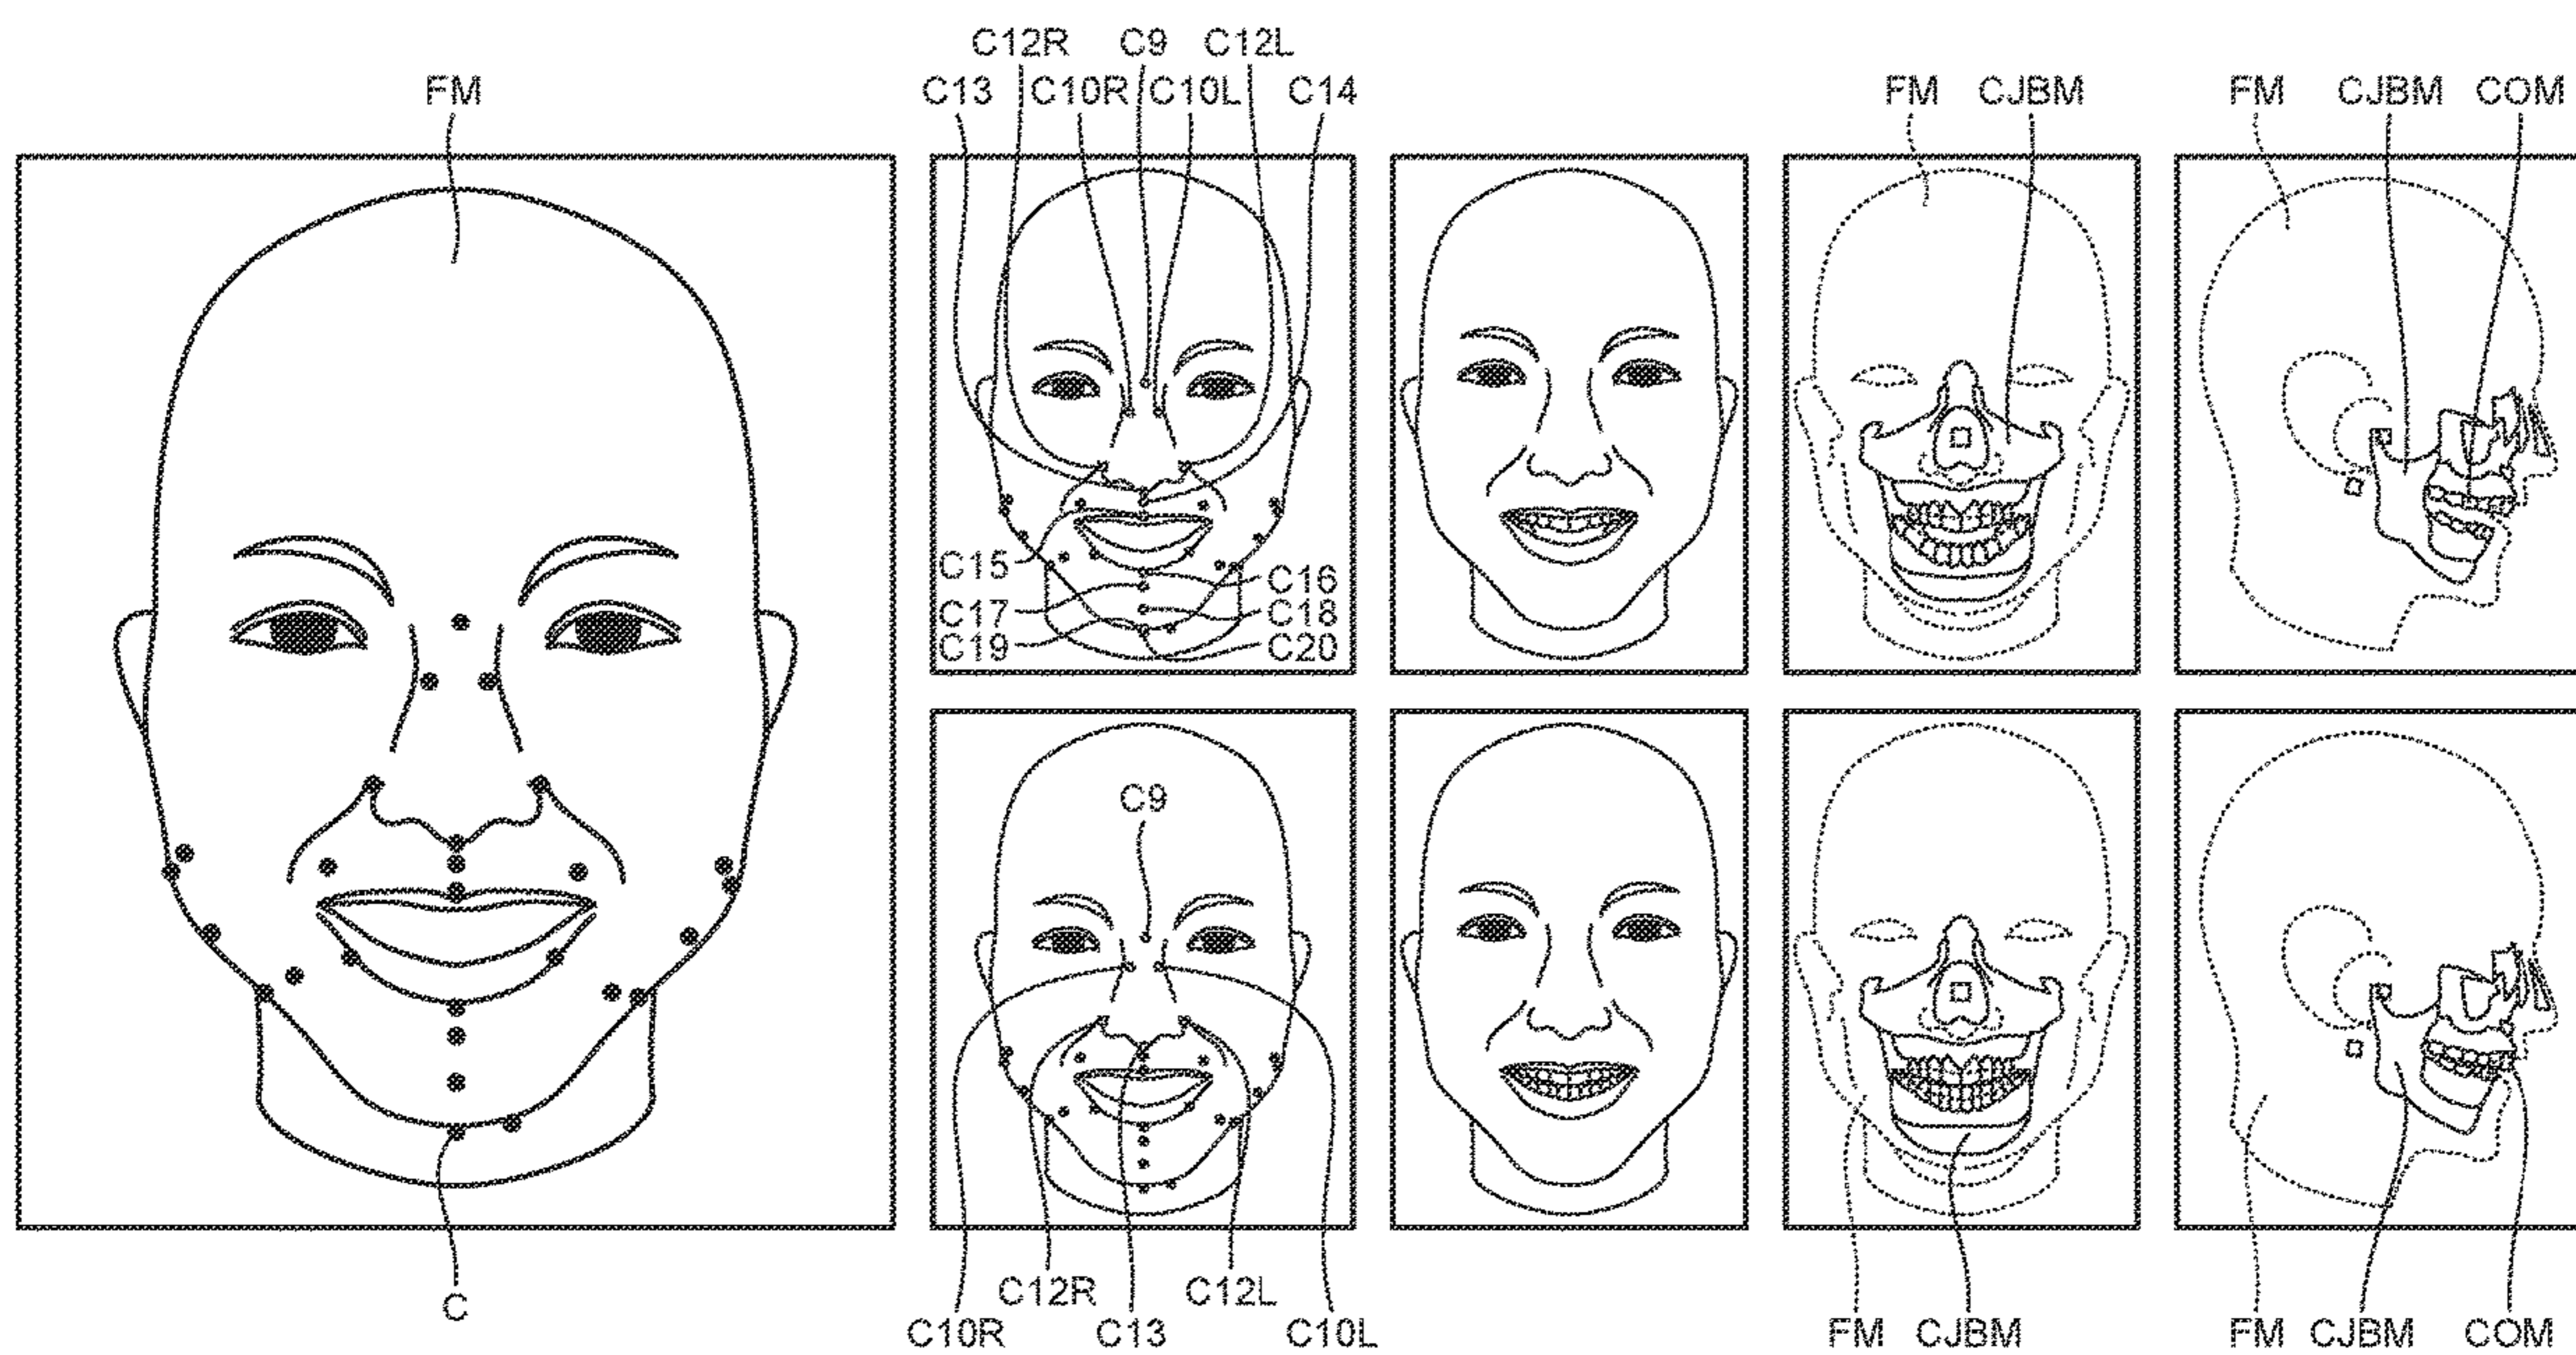 C12R C9 C12L
FM C13 C10R C10L C14 FM CJBM FM CJBM COM
C15
C16
C17 C18
C19 C20
C9
C12R C12L
C
C10R C13 C10L FM CJBM FM CJBM COM